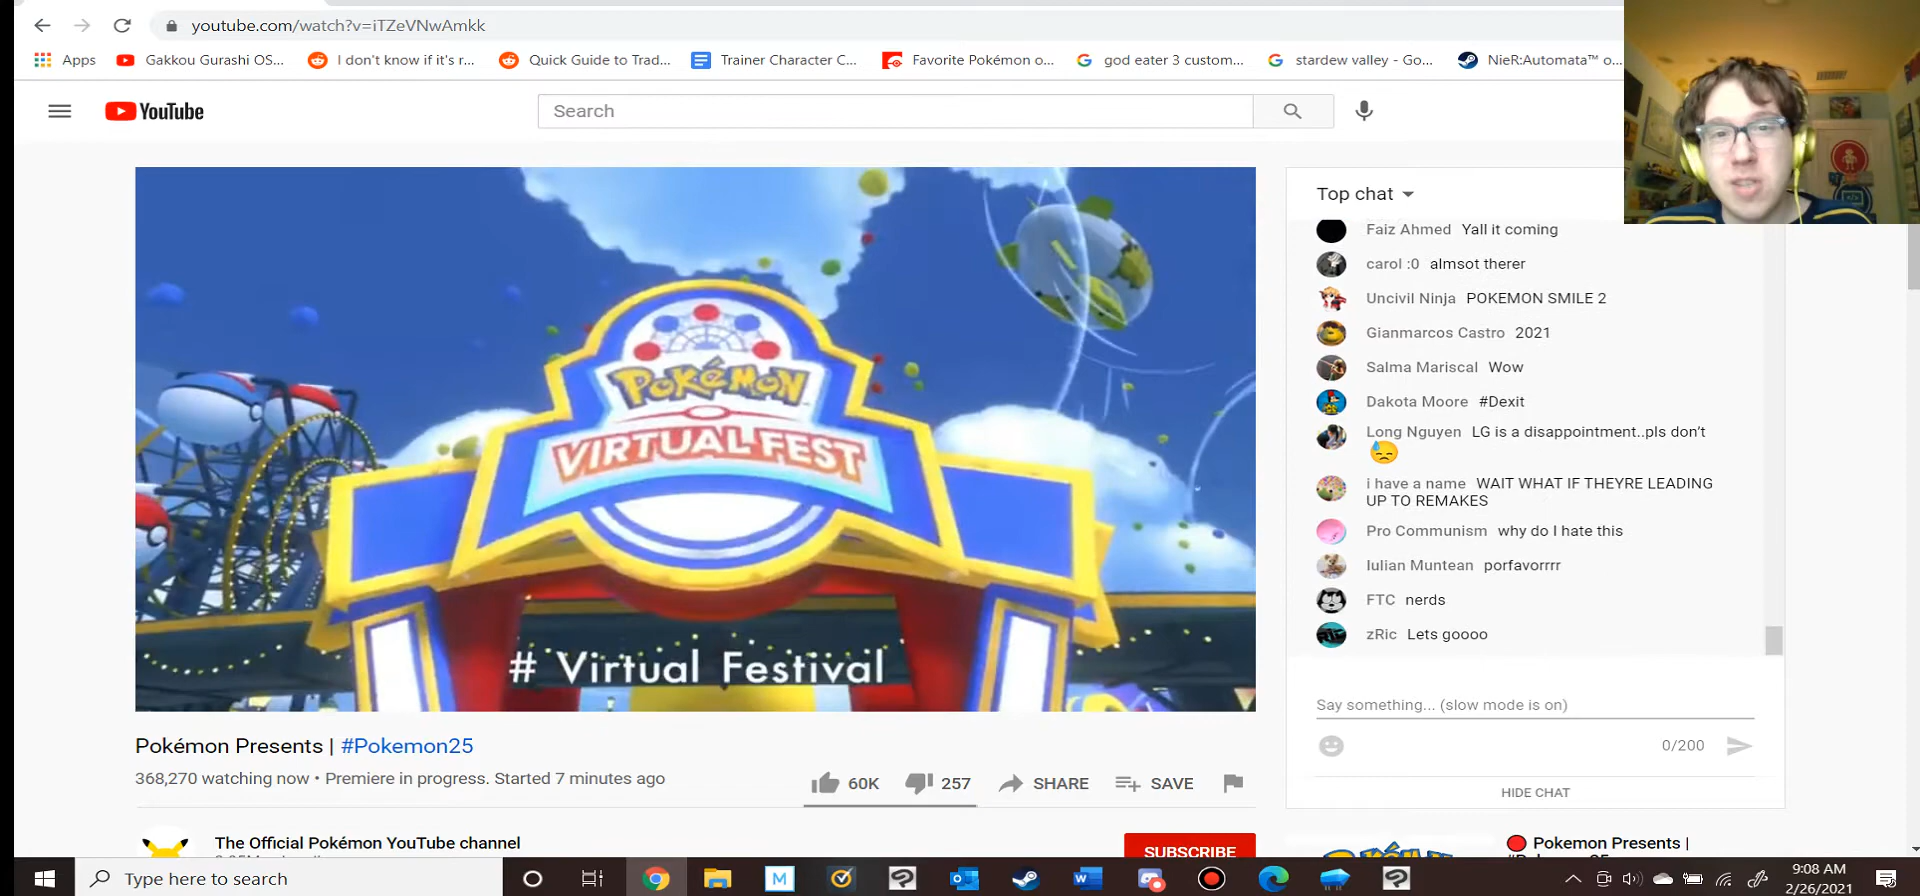 youtube.com/watch?v=iTZeVNwAmkk
Apps
Gakkou Gurashi OS...
I don't know if it's r...
Quick Guide to Trad...
Trainer Character C...
Favorite Pokémon o...
god eater 3 custom...
stardew valley - Go...
NieR:Automata™ o...
YouTube
Search
POKéMON
VIRTUAL FEST
# Virtual Festival
Top chat
Faiz Ahmed Yall it coming
carol :0 almsot therer
Uncivil Ninja POKEMON SMILE 2
Gianmarcos Castro 2021
Salma Mariscal Wow
Dakota Moore #Dexit
Long Nguyen LG is a disappointment..pls don't
😓
i have a name WAIT WHAT IF THEYRE LEADING
UP TO REMAKES
Pro Communism why do I hate this
Iulian Muntean porfavorrrr
FTC nerds
zRic Lets goooo
Say something... (slow mode is on)
0/200
HIDE CHAT
Pokémon Presents | #Pokemon25
368,270 watching now • Premiere in progress. Started 7 minutes ago
60K
257
SHARE
SAVE
The Official Pokémon YouTube channel
SUBSCRIBE
Pokemon Presents |
Type here to search
9:08 AM
2/26/2021